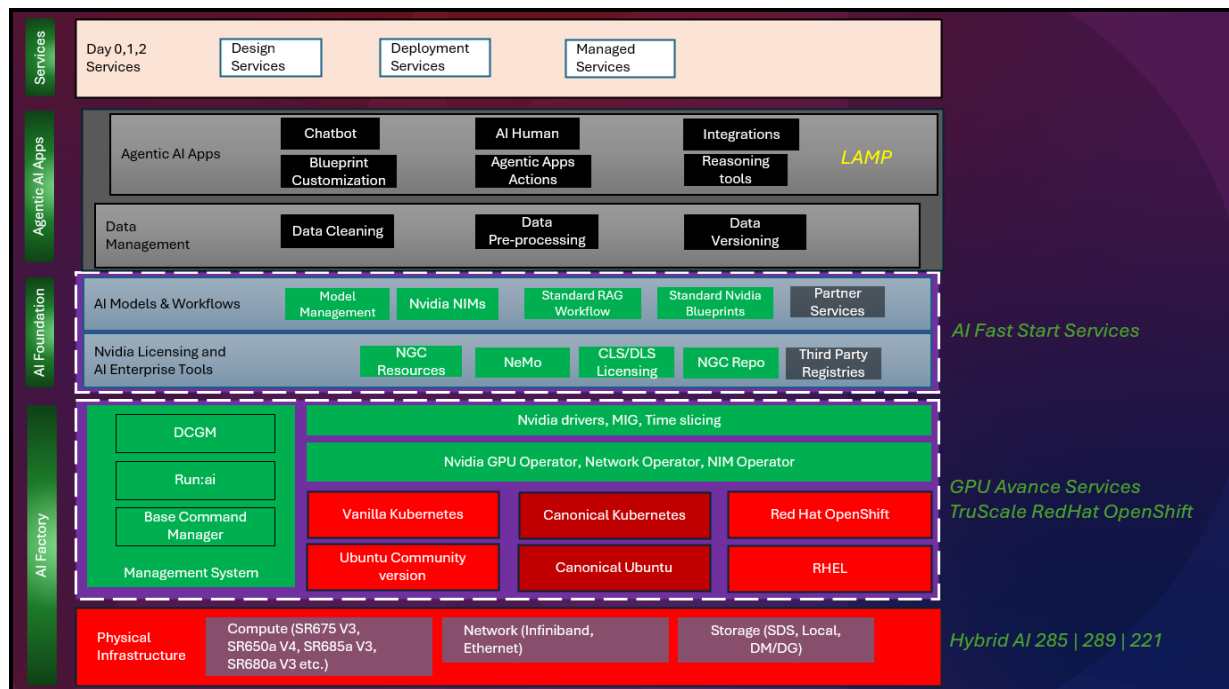 Services
Day 0,1,2
Services
Design
Services
Deployment
Services
Managed
Services
Agentic AI Apps
Agentic AI Apps
Chatbot
AI Human
Integrations
Blueprint
Customization
Agentic Apps
Actions
Reasoning
tools
LAMP
Data
Management
Data Cleaning
Data
Pre-processing
Data
Versioning
AI Foundation
AI Models & Workflows
Model
Management
Nvidia NIMs
Standard RAG
Workflow
Standard Nvidia
Blueprints
Partner
Services
Nvidia Licensing and
AI Enterprise Tools
NGC
Resources
NeMo
CLS/DLS
Licensing
NGC Repo
Third Party
Registries
AI Fast Start Services
AI Factory
DCGM
Run:ai
Base Command
Manager
Management System
Nvidia drivers, MIG, Time slicing
Nvidia GPU Operator, Network Operator, NIM Operator
Vanilla Kubernetes
Canonical Kubernetes
Red Hat OpenShift
Ubuntu Community
version
Canonical Ubuntu
RHEL
GPU Avance Services
TruScale RedHat OpenShift
Physical
Infrastructure
Compute (SR675 V3,
SR650a V4, SR685a V3,
SR680a V3 etc.)
Network (Infiniband,
Ethernet)
Storage (SDS, Local,
DM/DG)
Hybrid AI 285 | 289 | 221